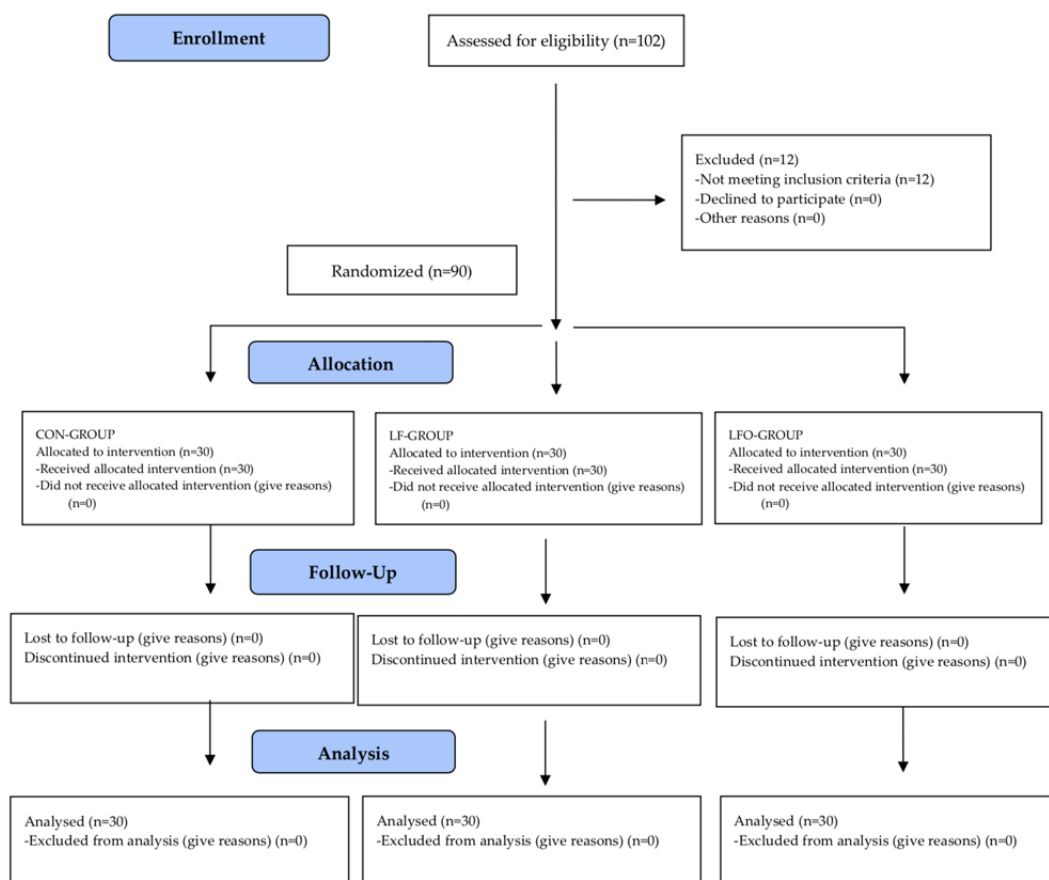 Enrollment
Assessed for eligibility (n=102)
Excluded (n=12)
-Not meeting inclusion criteria (n=12)
-Declined to participate (n=0)
-Other reasons (n=0)
Randomized (n=90)
Allocation
CON-GROUP
Allocated to intervention (n=30)
-Received allocated intervention (n=30)
-Did not receive allocated intervention (give reasons)
(n=0)
LF-GROUP
Allocated to intervention (n=30)
-Received allocated intervention (n=30)
-Did not receive allocated intervention (give reasons)
(n=0)
LFO-GROUP
Allocated to intervention (n=30)
-Received allocated intervention (n=30)
-Did not receive allocated intervention (give reasons)
(n=0)
Follow-Up
Lost to follow-up (give reasons) (n=0)
Discontinued intervention (give reasons) (n=0)
Lost to follow-up (give reasons) (n=0)
Discontinued intervention (give reasons) (n=0)
Lost to follow-up (give reasons) (n=0)
Discontinued intervention (give reasons) (n=0)
Analysis
Analysed (n=30)
-Excluded from analysis (give reasons) (n=0)
Analysed (n=30)
-Excluded from analysis (give reasons) (n=0)
Analysed (n=30)
-Excluded from analysis (give reasons) (n=0)